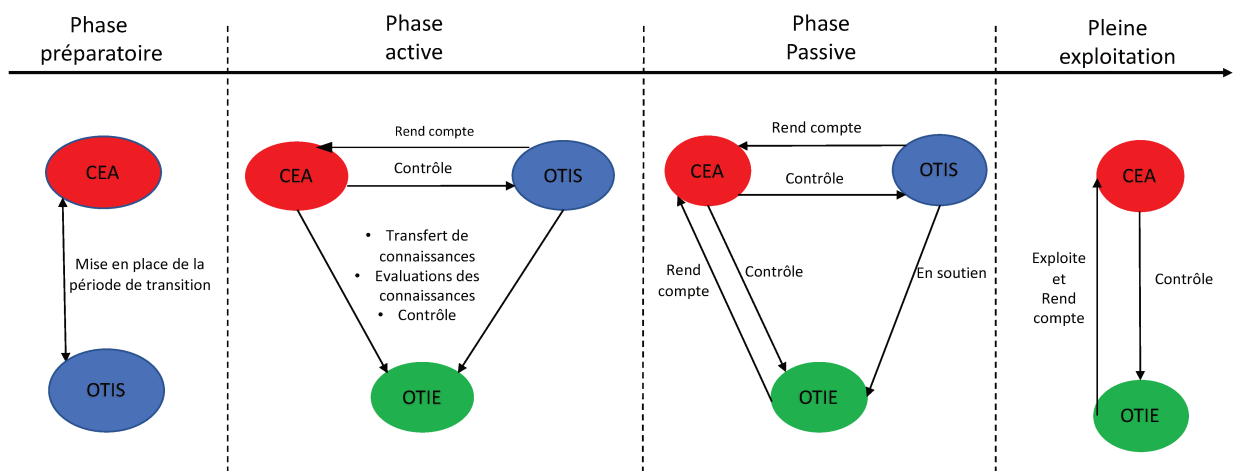 Phase
préparatoire
Phase
active
Phase
Passive
Pleine
exploitation
CEA
Mise en place de la
période de transition
OTIS
Rend compte
CEA
Contrôle
OTIS
• Transfert de
connaissances
• Evaluations des
connaissances
• Contrôle
OTIE
Rend compte
CEA
Contrôle
OTIS
Rend
compte
Contrôle
En soutien
OTIE
CEA
Exploite
et
Rend
compte
Contrôle
OTIE